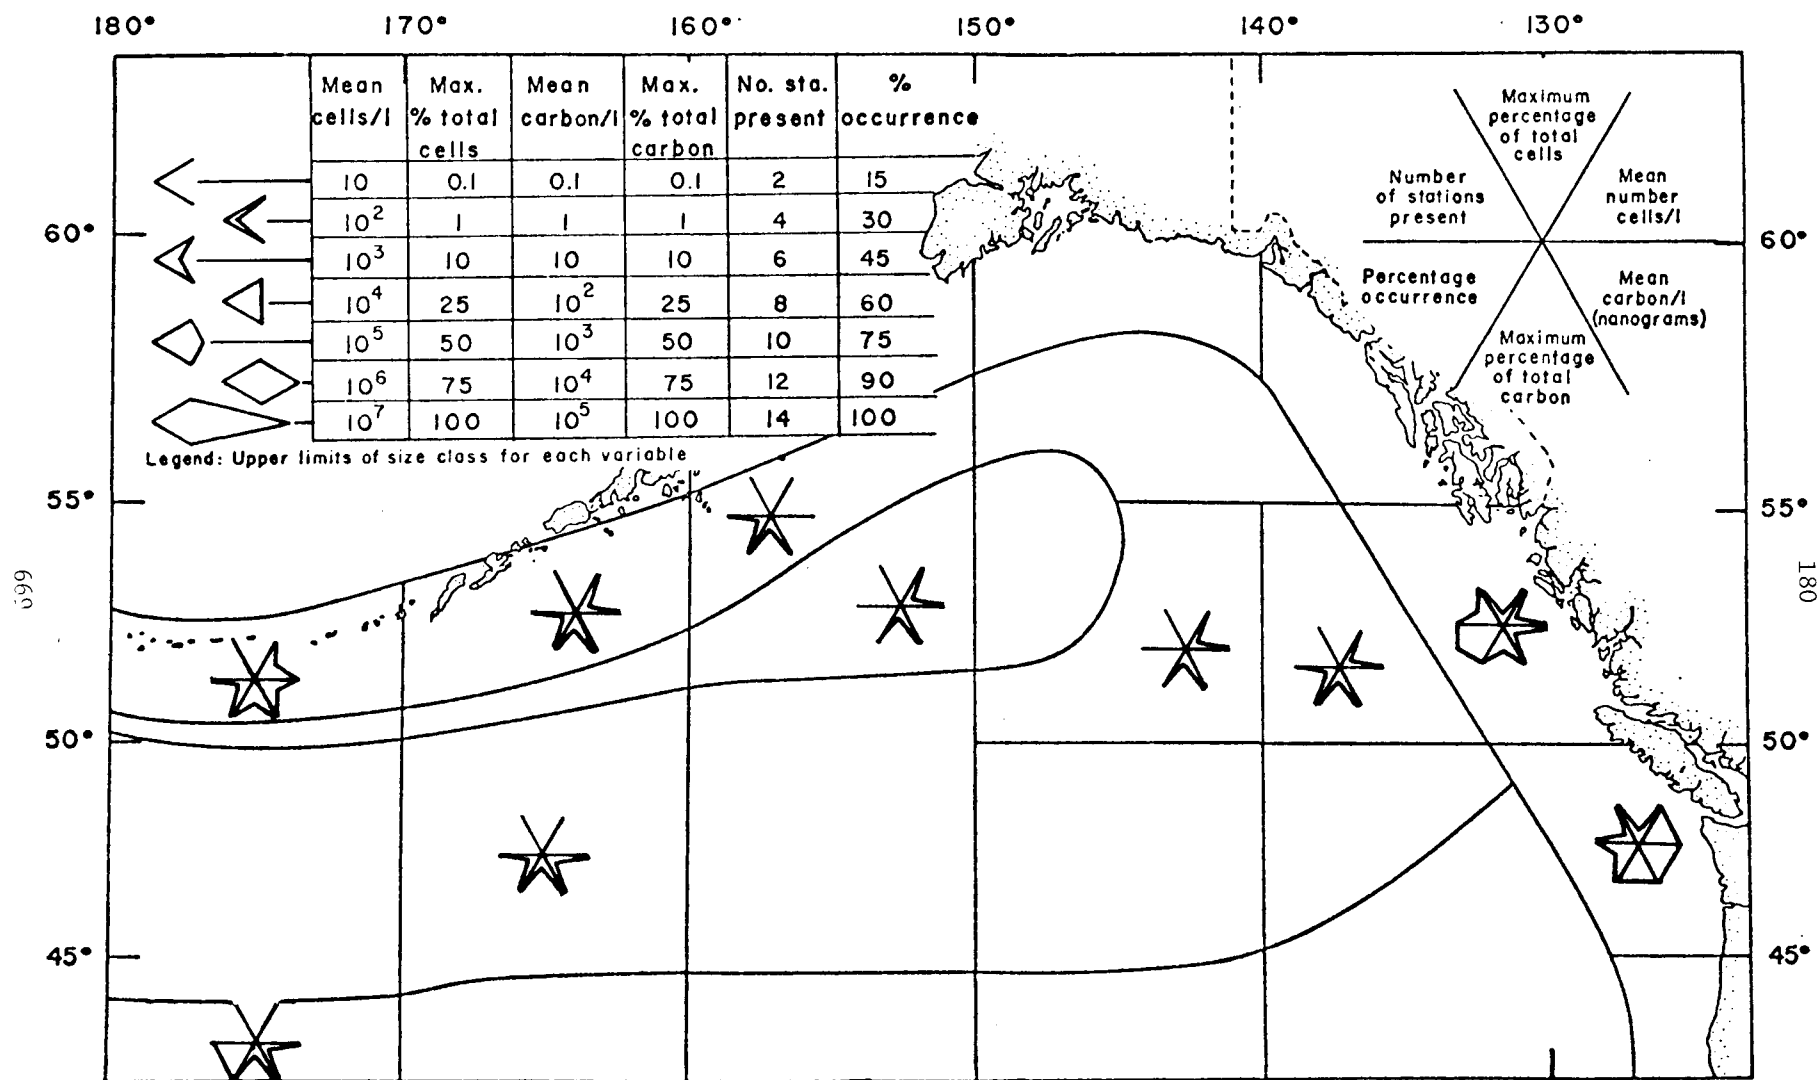 180° 170° 160° 150° 140° 130°
Mean Max. Mean Max. No. sta. %
cells/l % total carbon/l % total present occurrence
cells carbon
10 0.1 0.1 0.1 2 15
10² 1 1 1 4 30
10³ 10 10 10 6 45
10⁴ 25 10² 25 8 60
10⁵ 50 10³ 50 10 75
10⁶ 75 10⁴ 75 12 90
10⁷ 100 10⁵ 100 14 100
Legend: Upper limits of size class for each variable
Maximum
percentage
of total
cells
Number
of stations
present
Mean
number
cells/l
Percentage
occurrence
Mean
carbon/l
(nanograms)
Maximum
percentage
of total
carbon
60° 60°
55° 55°
50° 50°
45° 45°
699
180